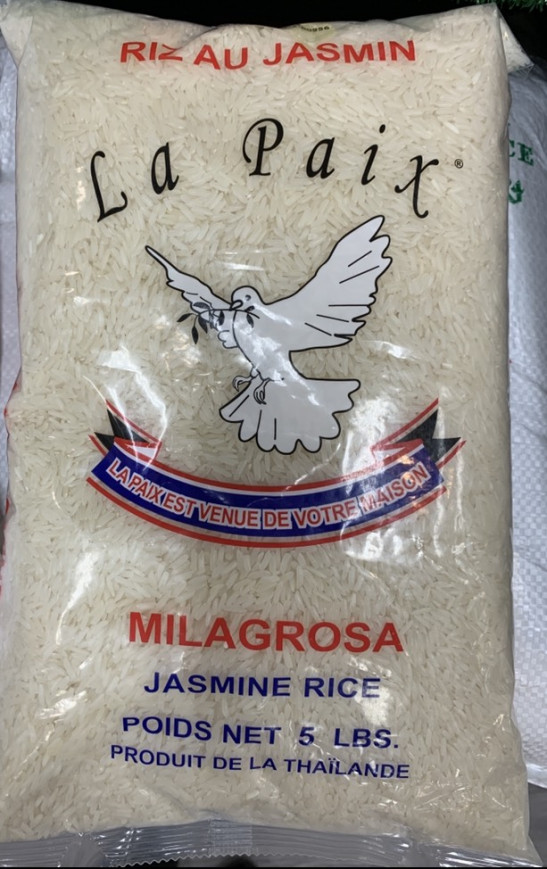 RIZ AU JASMIN
La Paix®
LA PAIX EST VENUE DE VOTRE MAISON
MILAGROSA
JASMINE RICE
POIDS NET 5 LBS.
PRODUIT DE LA THAÏLANDE
CE